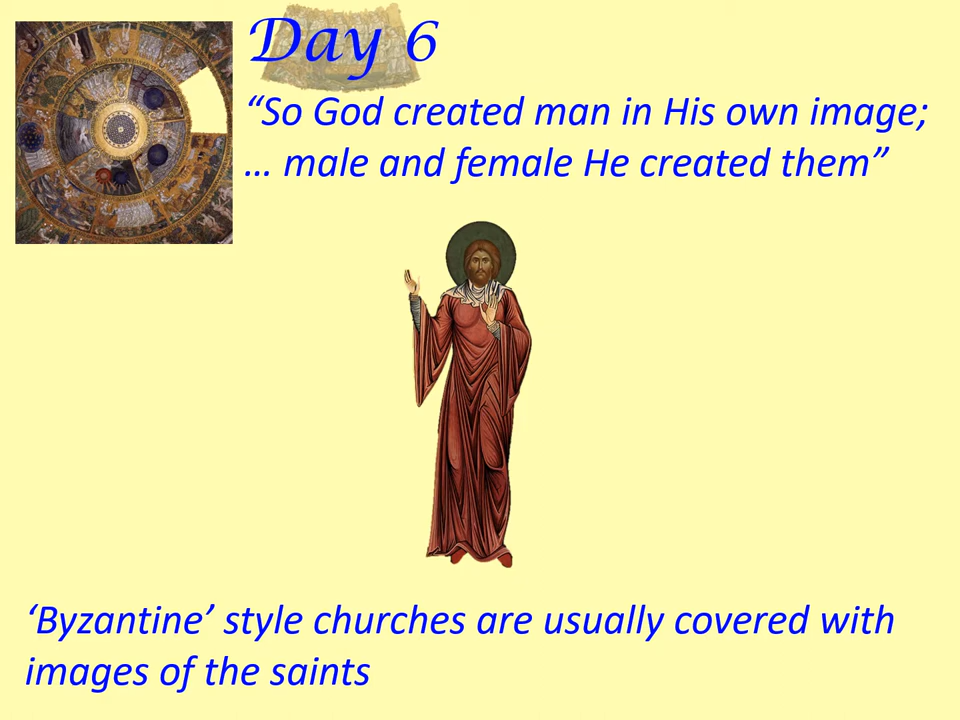 Day 6
“So God created man in His own image;
… male and female He created them”
‘Byzantine’ style churches are usually covered with
images of the saints